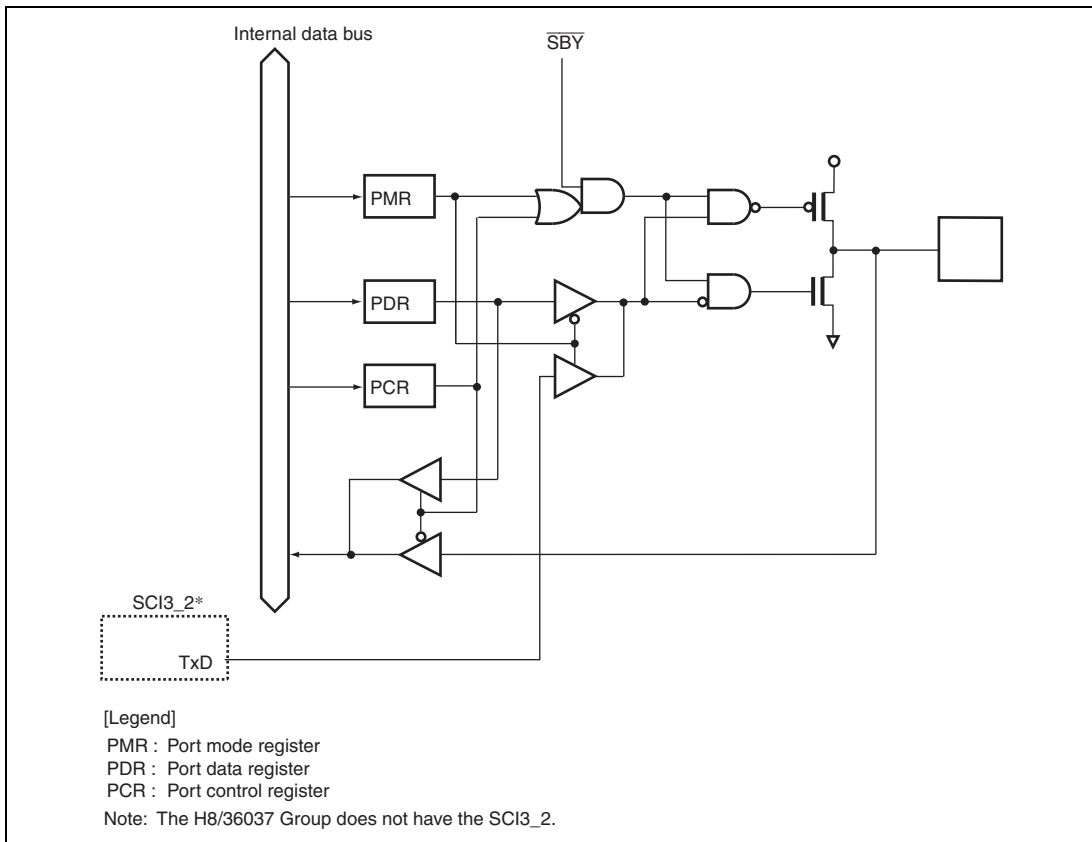 Internal data bus
S̅B̅Y̅
PMR
PDR
PCR
SCI3_2*
TxD
[Legend]
PMR : Port mode register
PDR : Port data register
PCR : Port control register
Note: The H8/36037 Group does not have the SCI3_2.